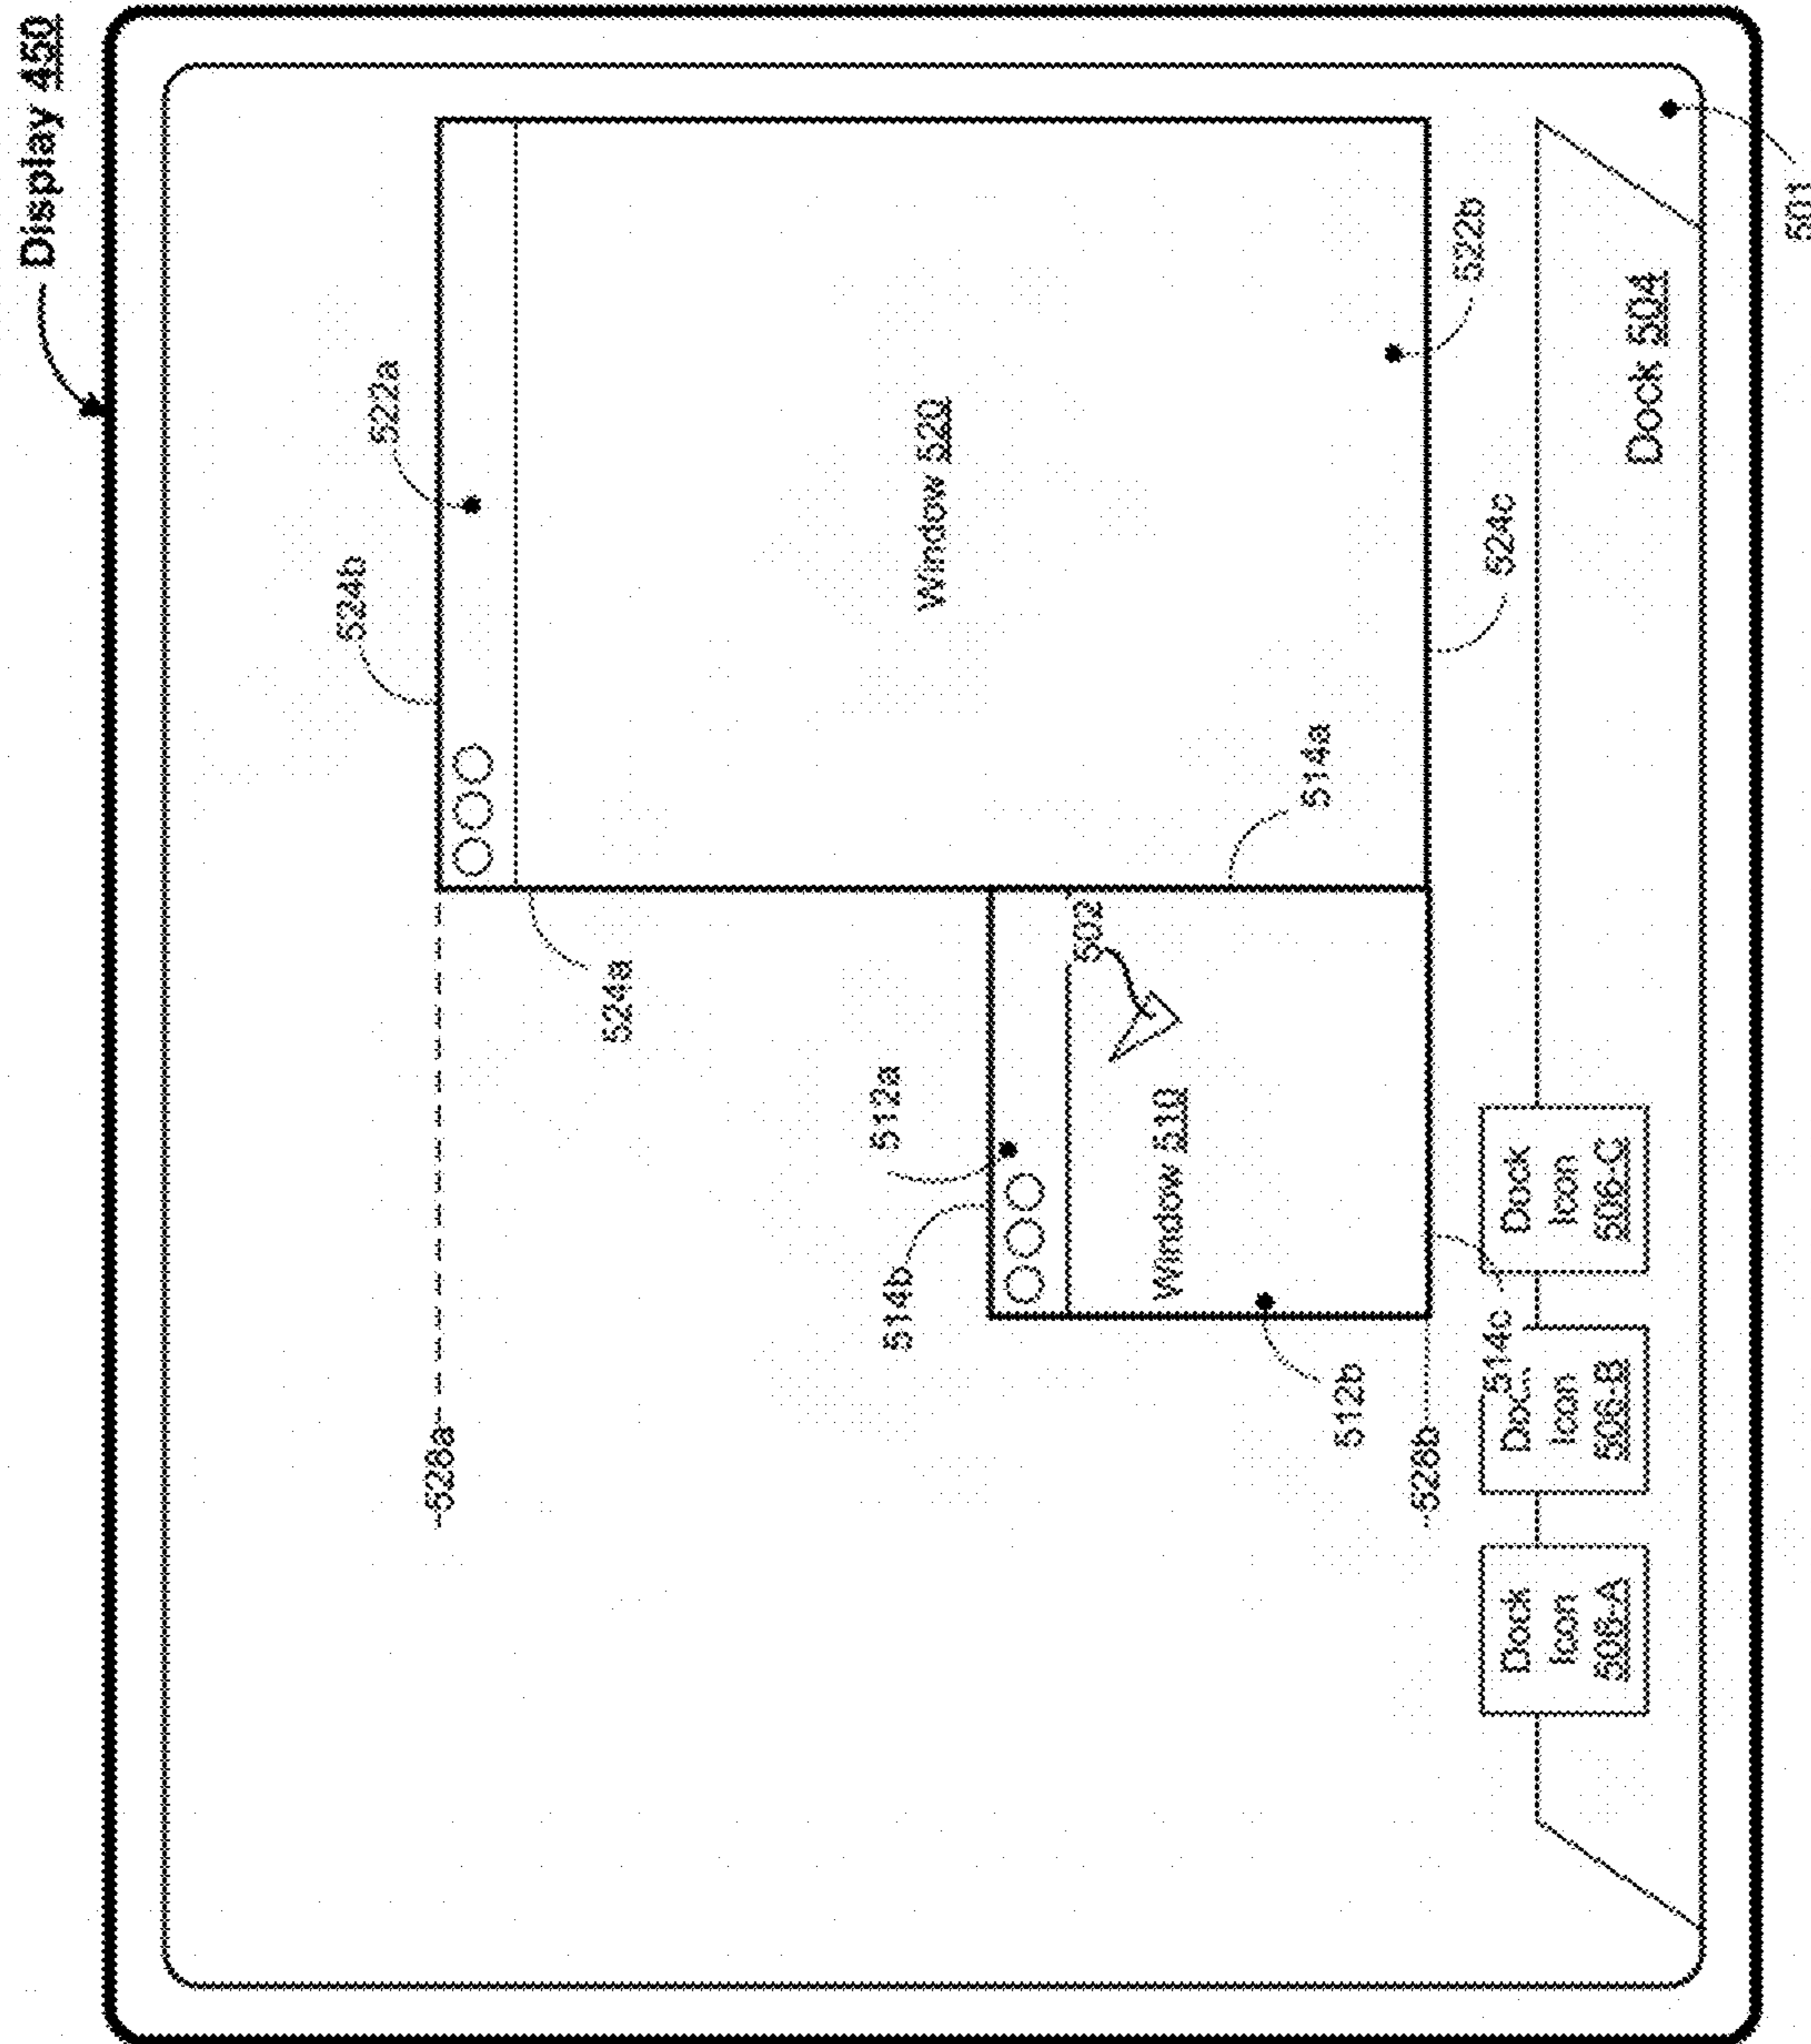 Display 450
524b
522a
528a
524a
Window 520
514b
512a
502
Window 510
514a
512b
522b
528b
514c
524c
Dock
Icon
506-A
Icon
506-B
Dock
Icon
506-C
Dock 504
501